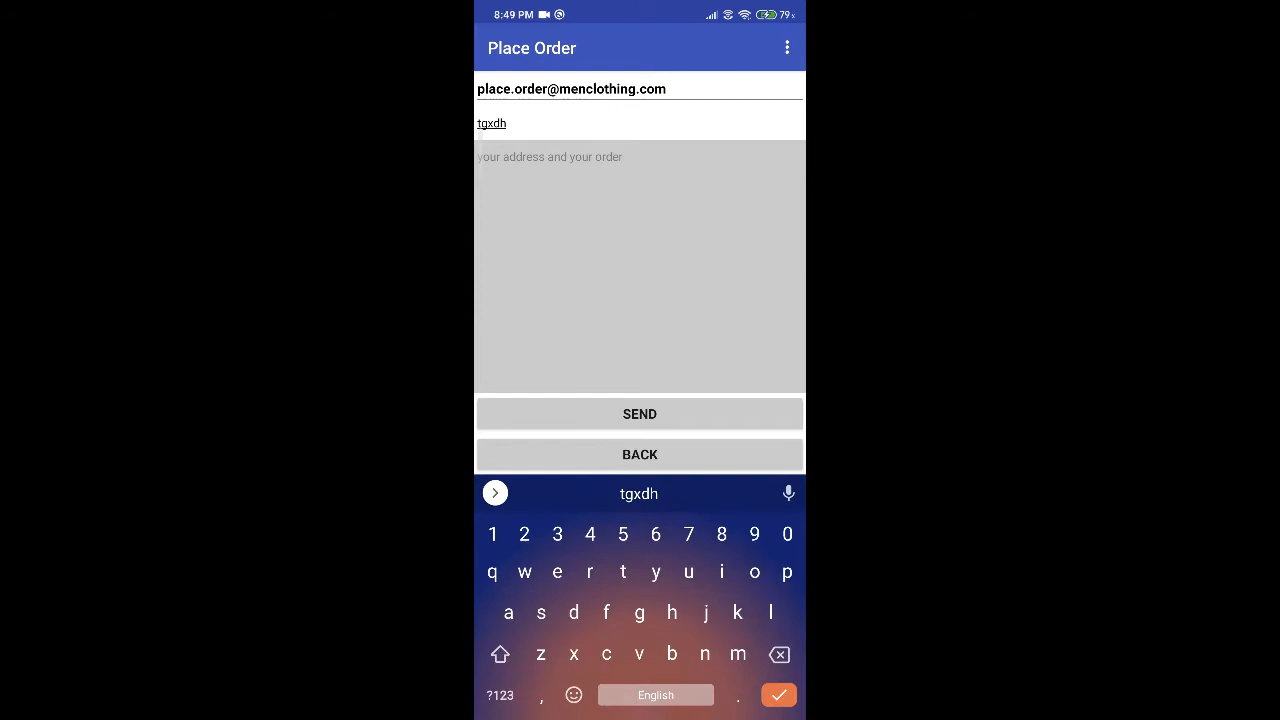 8:49 PM 79%
Place Order
place.order@menclothing.com
tgxdh
your address and your order
SEND
BACK
tgxdh
1 2 3 4 5 6 7 8 9 0
q w e r t y u i o p
a s d f g h j k l
z x c v b n m
?123 , English .